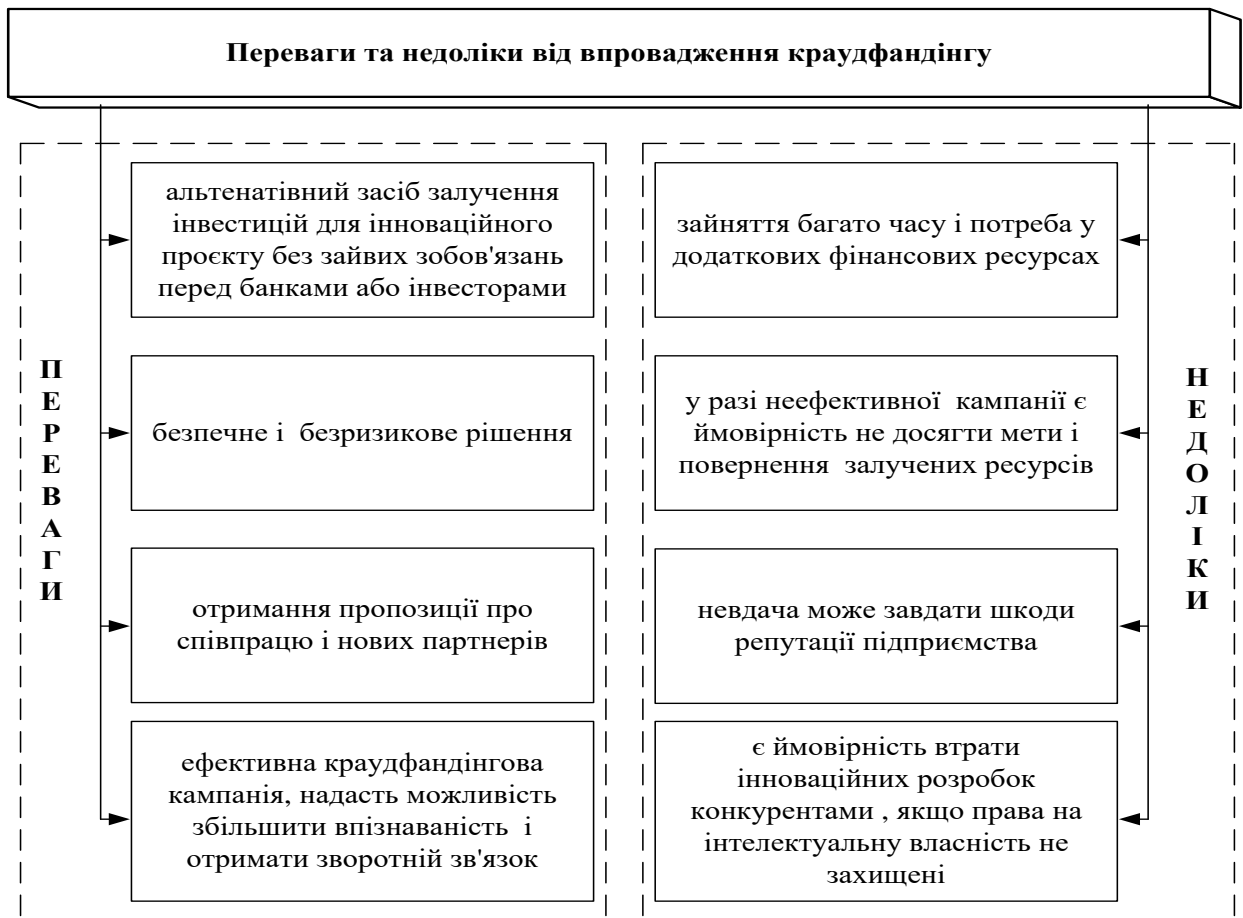 Переваги та недоліки від впровадження краудфандінгу
ПЕРЕВАГИ
альтенатівний засіб залучення
інвестицій для інноваційного
проєкту без зайвих зобов'язань
перед банками або інвесторами
безпечне і безризикове рішення
отримання пропозиції про
співпрацю і нових партнерів
ефективна краудфандінгова
кампанія, надасть можливість
збільшити впізнаваність і
отримати зворотній зв'язок
НЕДОЛІКИ
зайняття багато часу і потреба у
додаткових фінансових ресурсах
у разі неефективної кампанії є
ймовірність не досягти мети і
повернення залучених ресурсів
невдача може завдати шкоди
репутації підприємства
є ймовірність втрати
інноваційних розробок
конкурентами , якщо права на
інтелектуальну власність не
захищені